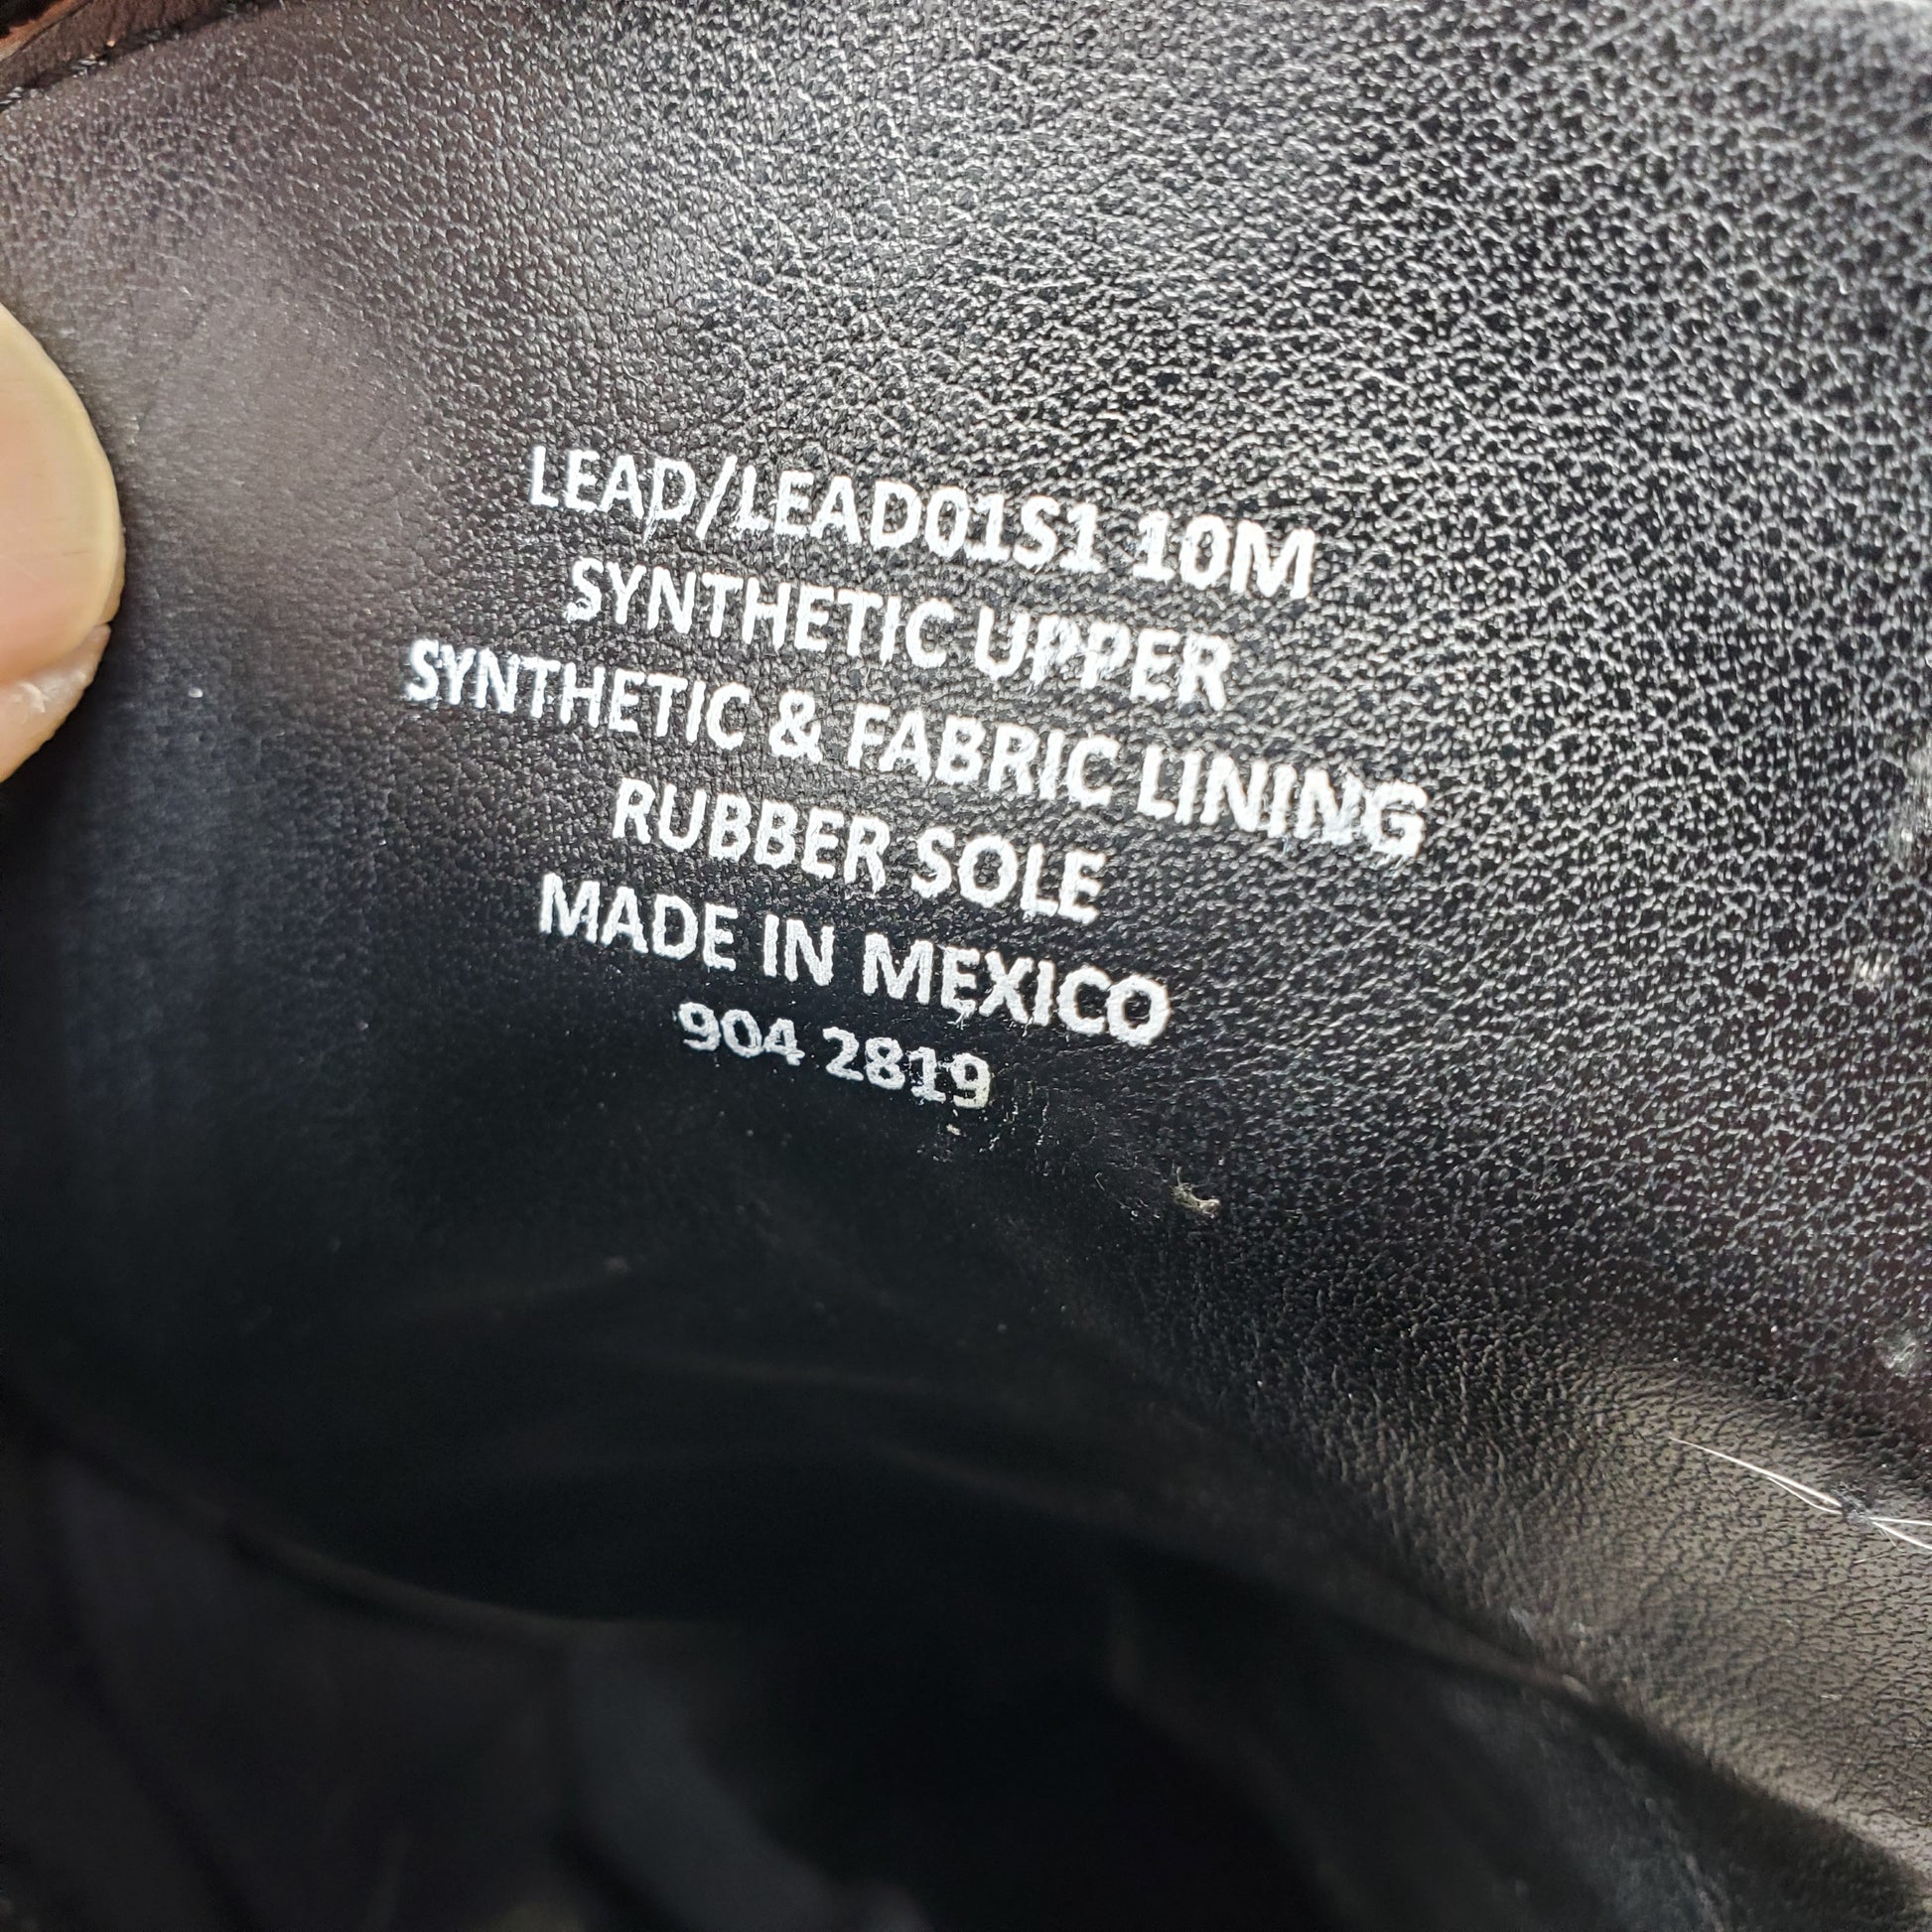 LEAD/LEAD01S1 10M
SYNTHETIC UPPER
SYNTHETIC & FABRIC LINING
RUBBER SOLE
MADE IN MEXICO
904 2819